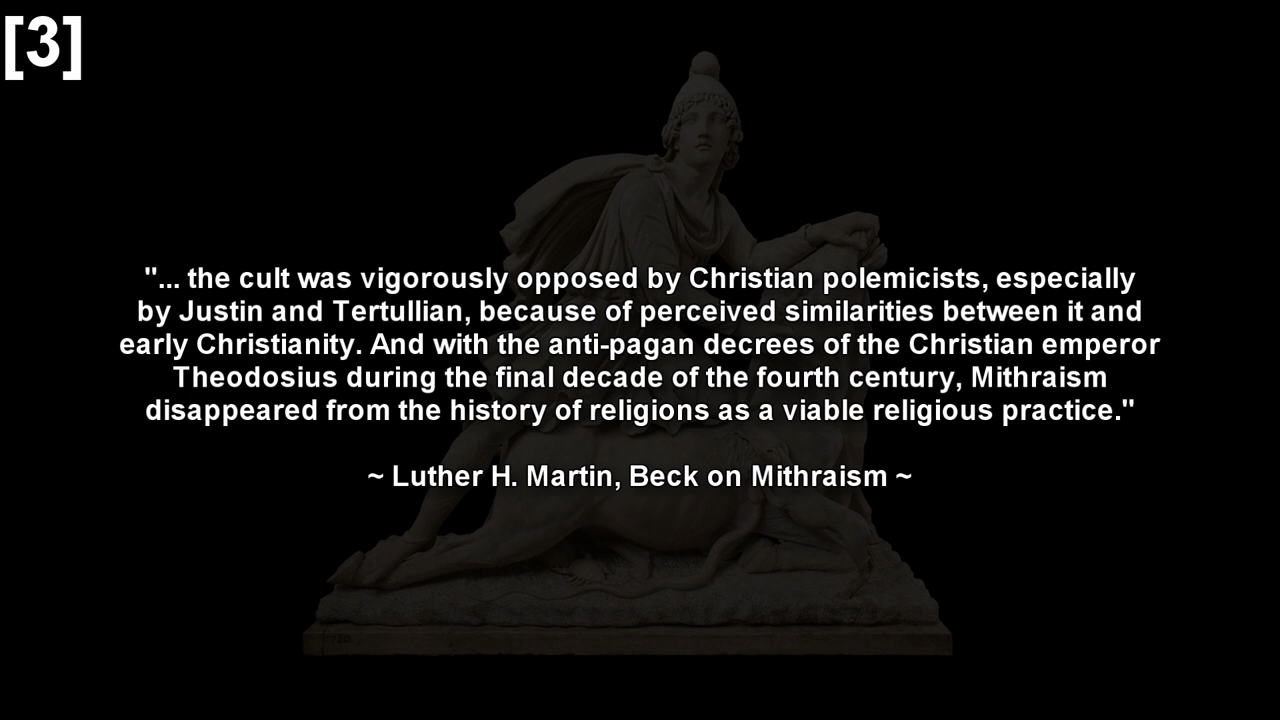 [3]
"... the cult was vigorously opposed by Christian polemicists, especially
by Justin and Tertullian, because of perceived similarities between it and
early Christianity. And with the anti-pagan decrees of the Christian emperor
Theodosius during the final decade of the fourth century, Mithraism
disappeared from the history of religions as a viable religious practice."
~ Luther H. Martin, Beck on Mithraism ~